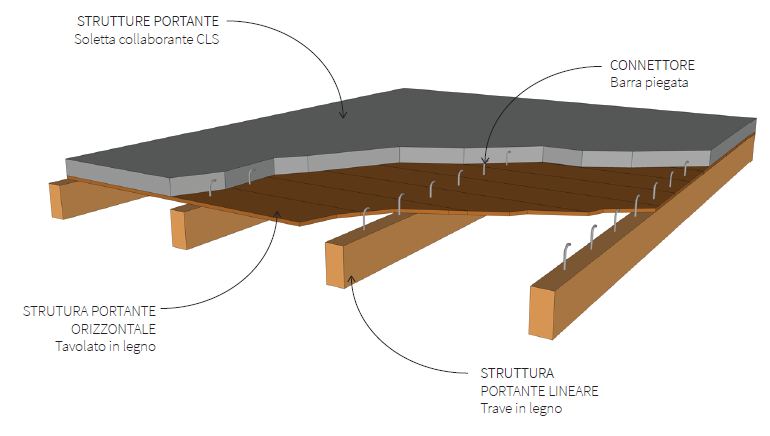 STRUTTURE PORTANTE
Soletta collaborante CLS
CONNETTORE
Barra piegata
STRUTURA PORTANTE
ORIZZONTALE
Tavolato in legno
STRUTTURA
PORTANTE LINEARE
Trave in legno